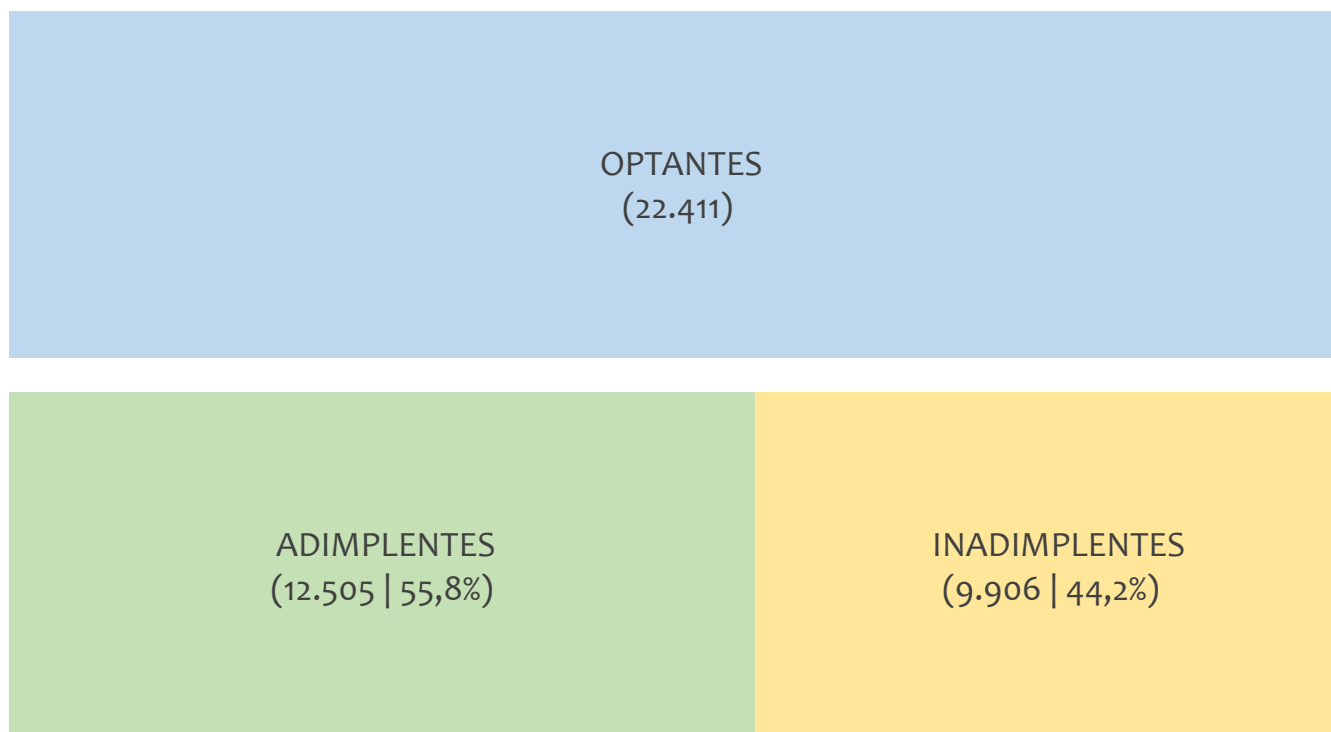 OPTANTES
(22.411)
ADIMPLENTES
(12.505 | 55,8%)
INADIMPLENTES
(9.906 | 44,2%)